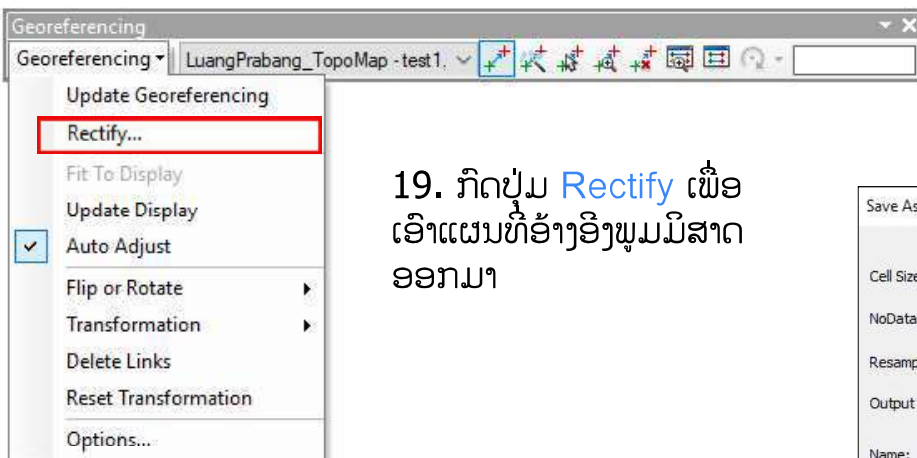 Georeferencing
Georeferencing LuangPrabang_TopoMap - test1.
Update Georeferencing
Rectify...
Fit To Display
Update Display
Auto Adjust
Flip or Rotate
Transformation
Delete Links
Reset Transformation
Options...
19. ກົດປຸ່ມ Rectify ເພື່ອ
ເອົາແຜນທີ່ອ້າງອີງພູມມິສາດ
ອອກມາ
Save As
Cell Size
NoData
Resamp
Output
Name: